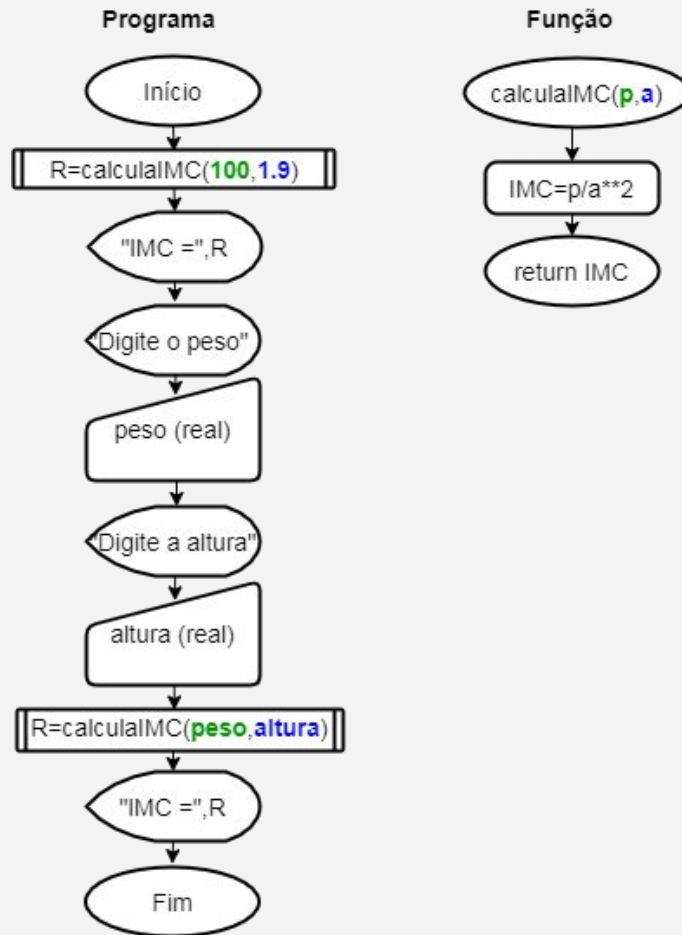 Programa
Início
R=calculaIMC(100,1.9)
"IMC =",R
"Digite o peso"
peso (real)
"Digite a altura"
altura (real)
R=calculaIMC(peso,altura)
"IMC =",R
Fim
Função
calculaIMC(p,a)
IMC=p/a**2
return IMC